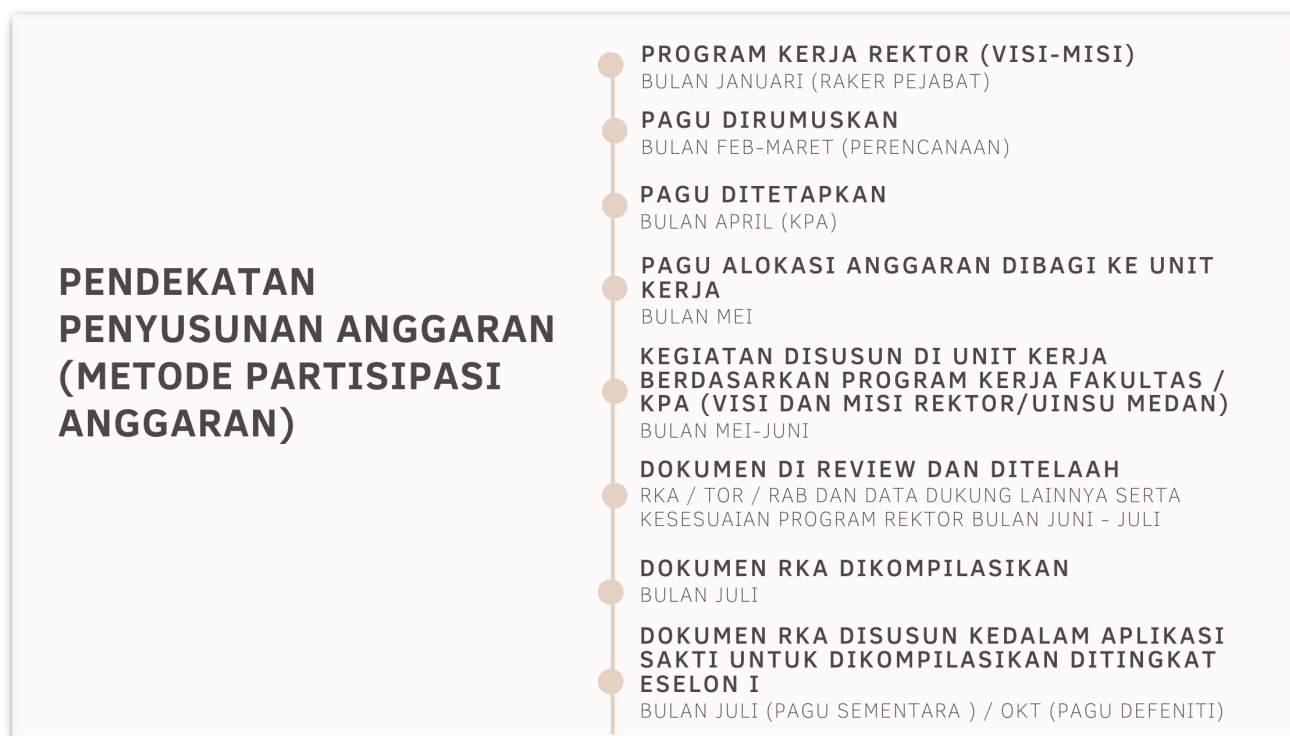 PENDEKATAN
PENYUSUNAN ANGGARAN
(METODE PARTISIPASI
ANGGARAN)
PROGRAM KERJA REKTOR (VISI-MISI)
BULAN JANUARI (RAKER PEJABAT)
PAGU DIRUMUSKAN
BULAN FEB-MARET (PERENCANAAN)
PAGU DITETAPKAN
BULAN APRIL (KPA)
PAGU ALOKASI ANGGARAN DIBAGI KE UNIT
KERJA
BULAN MEI
KEGIATAN DISUSUN DI UNIT KERJA
BERDASARKAN PROGRAM KERJA FAKULTAS /
KPA (VISI DAN MISI REKTOR/UINSU MEDAN)
BULAN MEI-JUNI
DOKUMEN DI REVIEW DAN DITELAAH
RKA / TOR / RAB DAN DATA DUKUNG LAINNYA SERTA
KESESUAIAN PROGRAM REKTOR BULAN JUNI - JULI
DOKUMEN RKA DIKOMPILASIKAN
BULAN JULI
DOKUMEN RKA DISUSUN KEDALAM APLIKASI
SAKTI UNTUK DIKOMPILASIKAN DITINGKAT
ESELON I
BULAN JULI (PAGU SEMENTARA ) / OKT (PAGU DEFENITI)